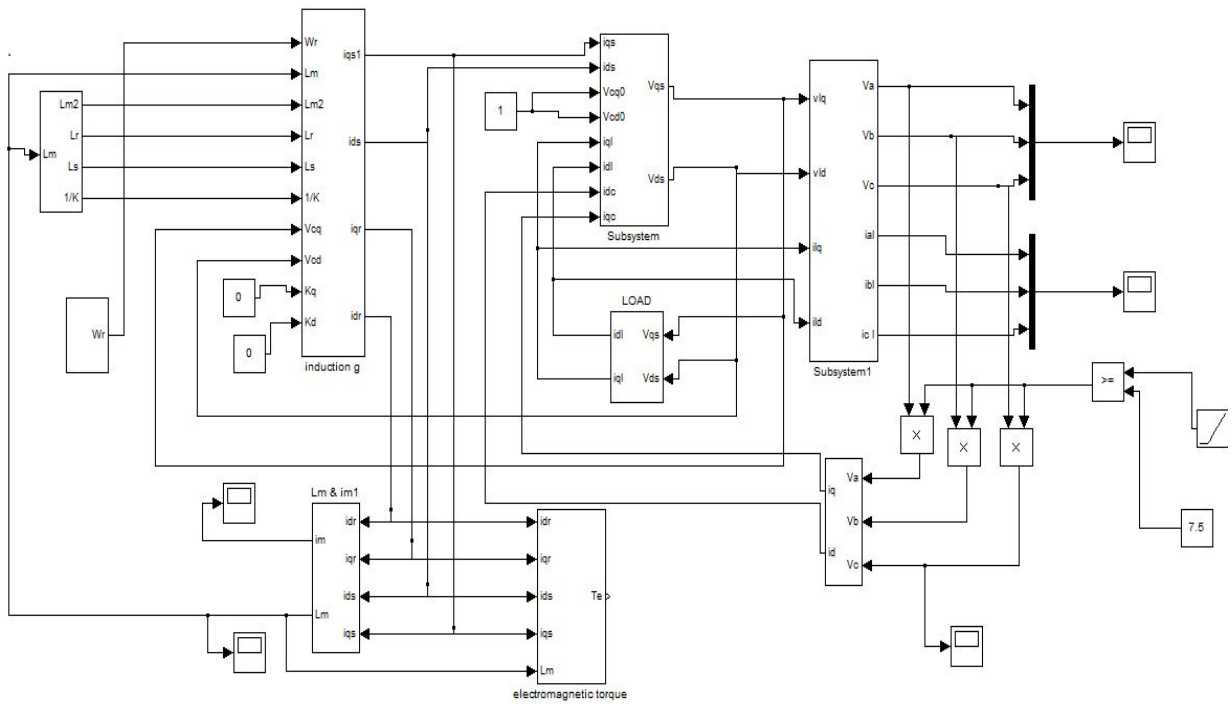 Wr
Lm
Lm2
Lr
Ls
1/K
Vcq
Vcd
Kq
Kd
iqs1
ids
iqr
idr
induction g
Lm
Lm2
Lr
Ls
1/K
Wr
0
0
1
iqs
ids
Vcq0
Vcd0
iql
idl
idc
iqc
Vqs
Vds
Subsystem
LOAD
idl
iql
Vqs
Vds
vlq
vld
ilq
ild
Va
Vb
Vc
ial
ibl
ic l
Subsystem1
>=
7.5
X
X
X
iq
id
Va
Vb
Vc
Lm & im1
im
Lm
idr
iqr
ids
iqs
idr
iqr
ids
iqs
Lm
Te
electromagnetic torque